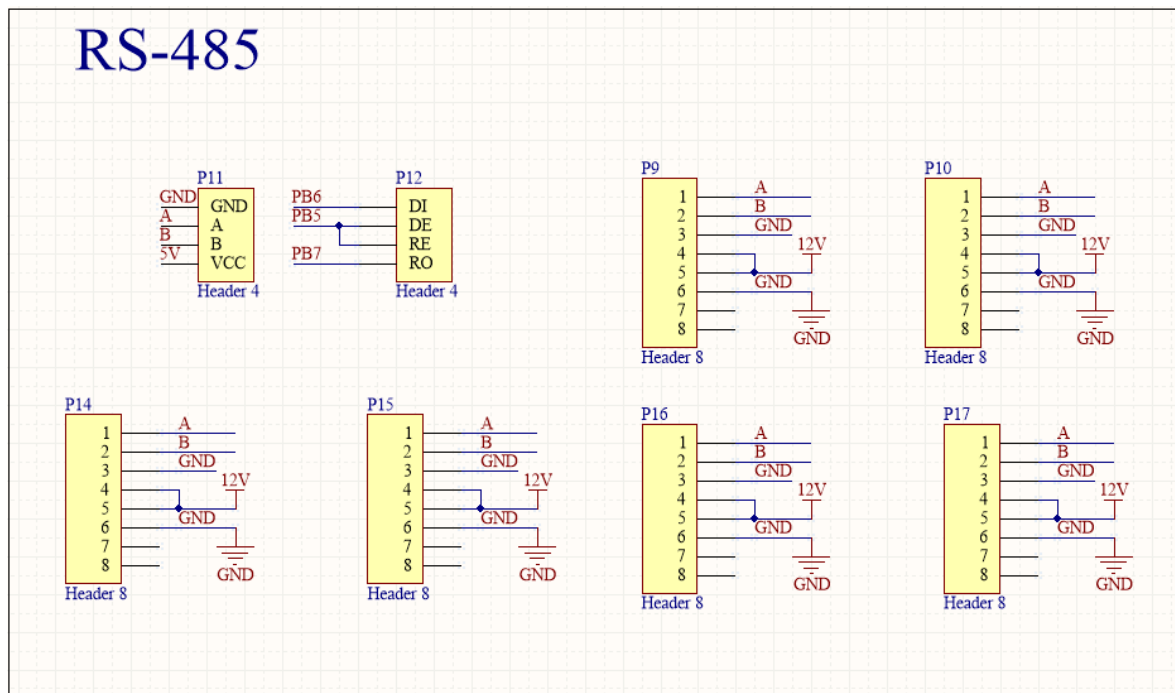 RS-485
P11
GND
A
B
5V
GND
A
B
VCC
Header 4
P12
PB6
PB5
PB7
DI
DE
RE
RO
Header 4
P9
1
2
3
4
5
6
7
8
A
B
GND
12V
GND
GND
Header 8
P10
1
2
3
4
5
6
7
8
A
B
GND
12V
GND
GND
Header 8
P14
1
2
3
4
5
6
7
8
A
B
GND
12V
GND
GND
Header 8
P15
1
2
3
4
5
6
7
8
A
B
GND
12V
GND
GND
Header 8
P16
1
2
3
4
5
6
7
8
A
B
GND
12V
GND
GND
Header 8
P17
1
2
3
4
5
6
7
8
A
B
GND
12V
GND
GND
Header 8